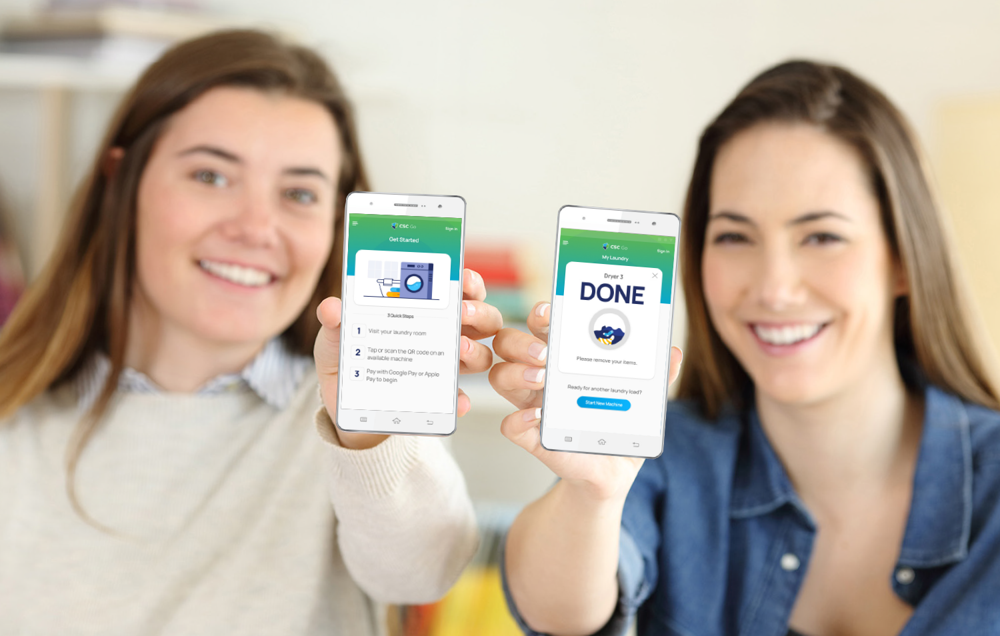 CSC Go
Sign In
Get Started
3 Quick Steps
1 Visit your laundry room
2 Tap or scan the QR code on an
available machine
3 Pay with Google Pay or Apple
Pay to begin
CSC Go
Sign In
My Laundry
Dryer 3
DONE
Please remove your items.
Ready for another laundry load?
Start New Machine